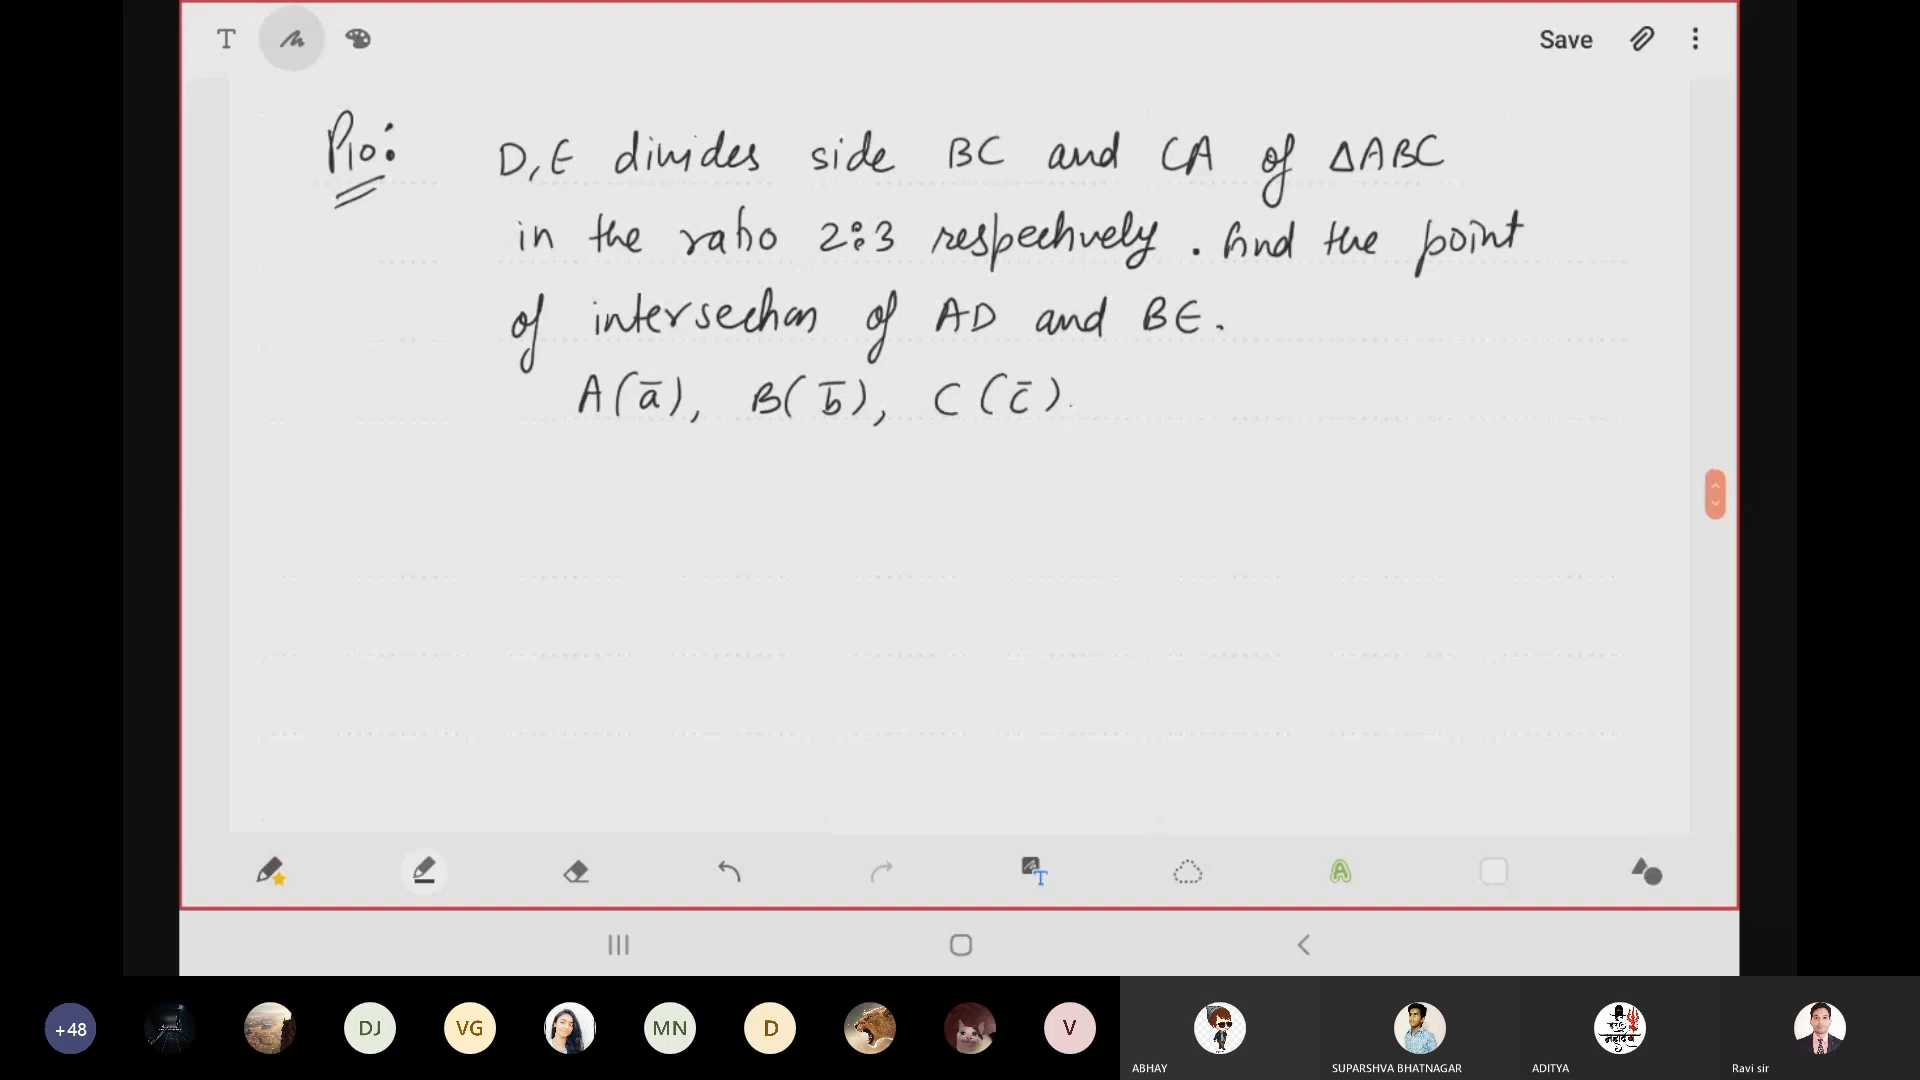 T
Save
Pro:
D, E divides side BC and CA of △ABC
in the ratio 2:3 respectively. find the point
of intersection of AD and BE.
A(a̅), B(b̅), C(c̅).
T
A
+48
DJ
VG
MN
D
V
ABHAY
SUPARSHVA BHATNAGAR
ADITYA
Ravi sir